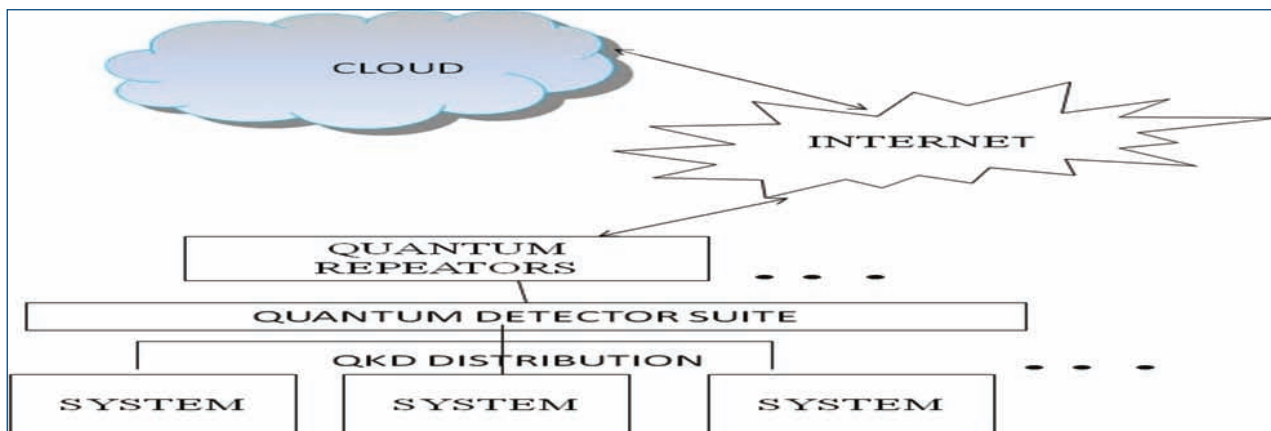 CLOUD
INTERNET
QUANTUM
REPEATORS
QUANTUM DETECTOR SUITE
QKD DISTRIBUTION
SYSTEM
SYSTEM
SYSTEM